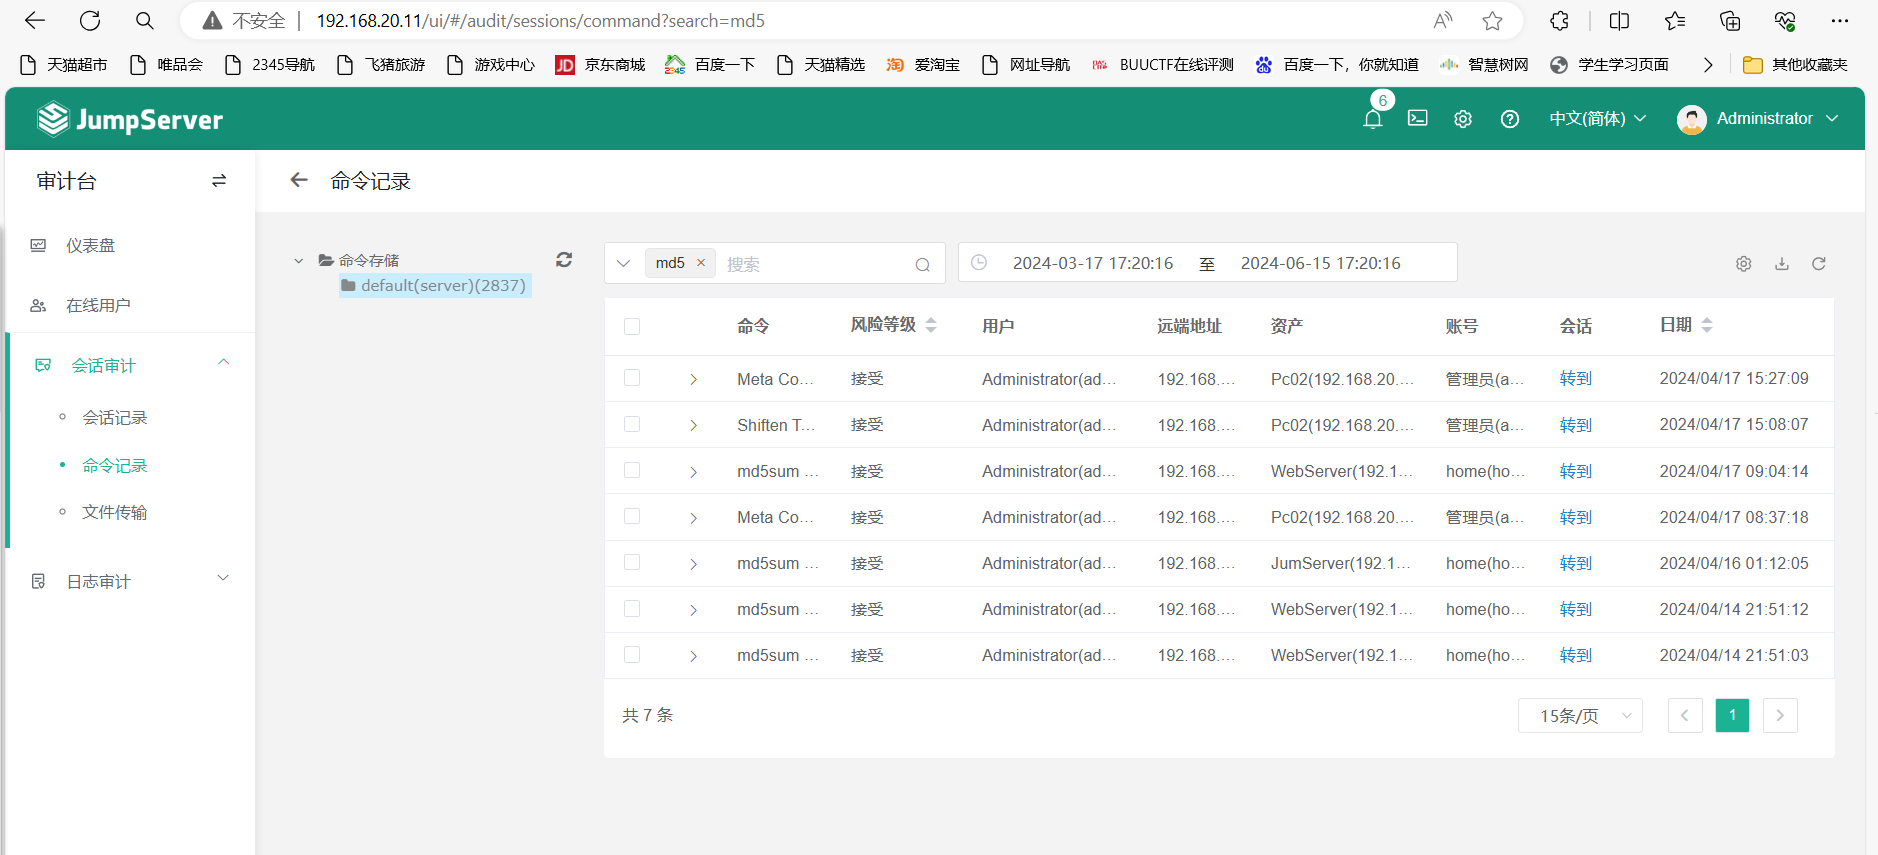 不安全 | 192.168.20.11/ui/#/audit/sessions/command?search=md5
天猫超市 唯品会 2345导航 飞猪旅游 游戏中心 京东商城 百度一下 天猫精选 爱淘宝 网址导航 BUUCTF在线评测 百度一下，你就知道 智慧树网 学生学习页面 其他收藏夹
JumpServer 6 中文(简体) Administrator
审计台
仪表盘
在线用户
会话审计
会话记录
命令记录
文件传输
日志审计
命令记录
命令存储
default(server)(2837)
md5 × 搜索 2024-03-17 17:20:16 至 2024-06-15 17:20:16
命令 风险等级 用户 远端地址 资产 账号 会话 日期
Meta Co... 接受 Administrator(ad... 192.168.... Pc02(192.168.20.... 管理员(a... 转到 2024/04/17 15:27:09
Shiften T... 接受 Administrator(ad... 192.168.... Pc02(192.168.20.... 管理员(a... 转到 2024/04/17 15:08:07
md5sum ... 接受 Administrator(ad... 192.168.... WebServer(192.1... home(ho... 转到 2024/04/17 09:04:14
Meta Co... 接受 Administrator(ad... 192.168.... Pc02(192.168.20.... 管理员(a... 转到 2024/04/17 08:37:18
md5sum ... 接受 Administrator(ad... 192.168.... JumServer(192.1... home(ho... 转到 2024/04/16 01:12:05
md5sum ... 接受 Administrator(ad... 192.168.... WebServer(192.1... home(ho... 转到 2024/04/14 21:51:12
md5sum ... 接受 Administrator(ad... 192.168.... WebServer(192.1... home(ho... 转到 2024/04/14 21:51:03
共 7 条 15条/页 1